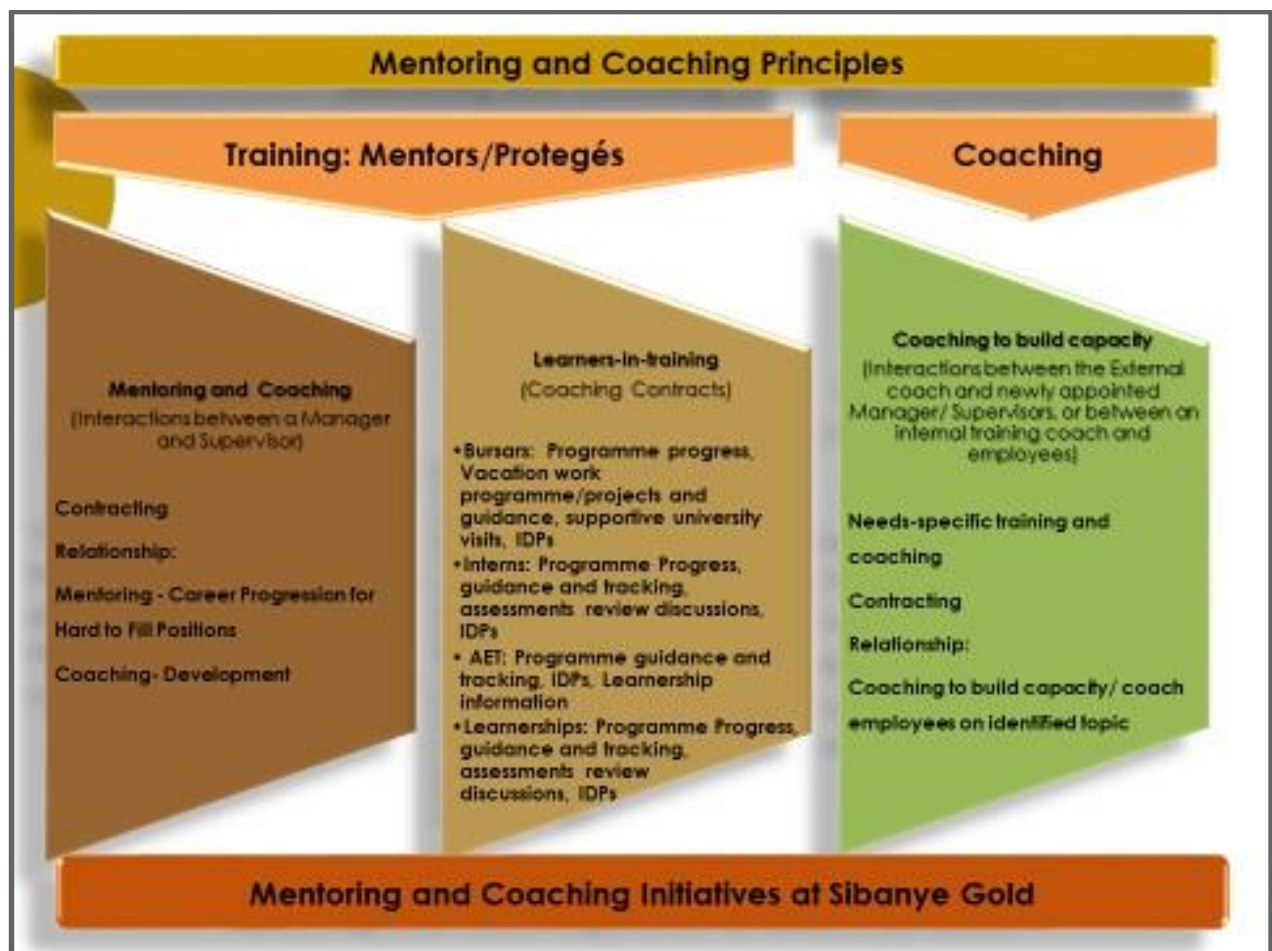 Mentoring and Coaching Principles
Training: Mentors/Protegés
Coaching
Mentoring and Coaching
(Interactions between a Manager
and Supervisor)
Contracting
Relationship:
Mentoring - Career Progression for
Hard to Fill Positions
Coaching- Development
Learners-in-training
(Coaching Contracts)
•Bursars: Programme progress,
Vacation work
programme/projects and
guidance, supportive university
visits, IDPs
•Interns: Programme Progress,
guidance and tracking,
assessments review discussions,
IDPs
• AET: Programme guidance and
tracking, IDPs, Learnership
information
•Learnerships: Programme Progress,
guidance and tracking,
assessments review
discussions, IDPs
Coaching to build capacity
(Interactions between the External
coach and newly appointed
Manager/ Supervisors, or between an
internal training coach and
employees)
Needs-specific training and
coaching
Contracting
Relationship:
Coaching to build capacity/ coach
employees on identified topic
Mentoring and Coaching Initiatives at Sibanye Gold